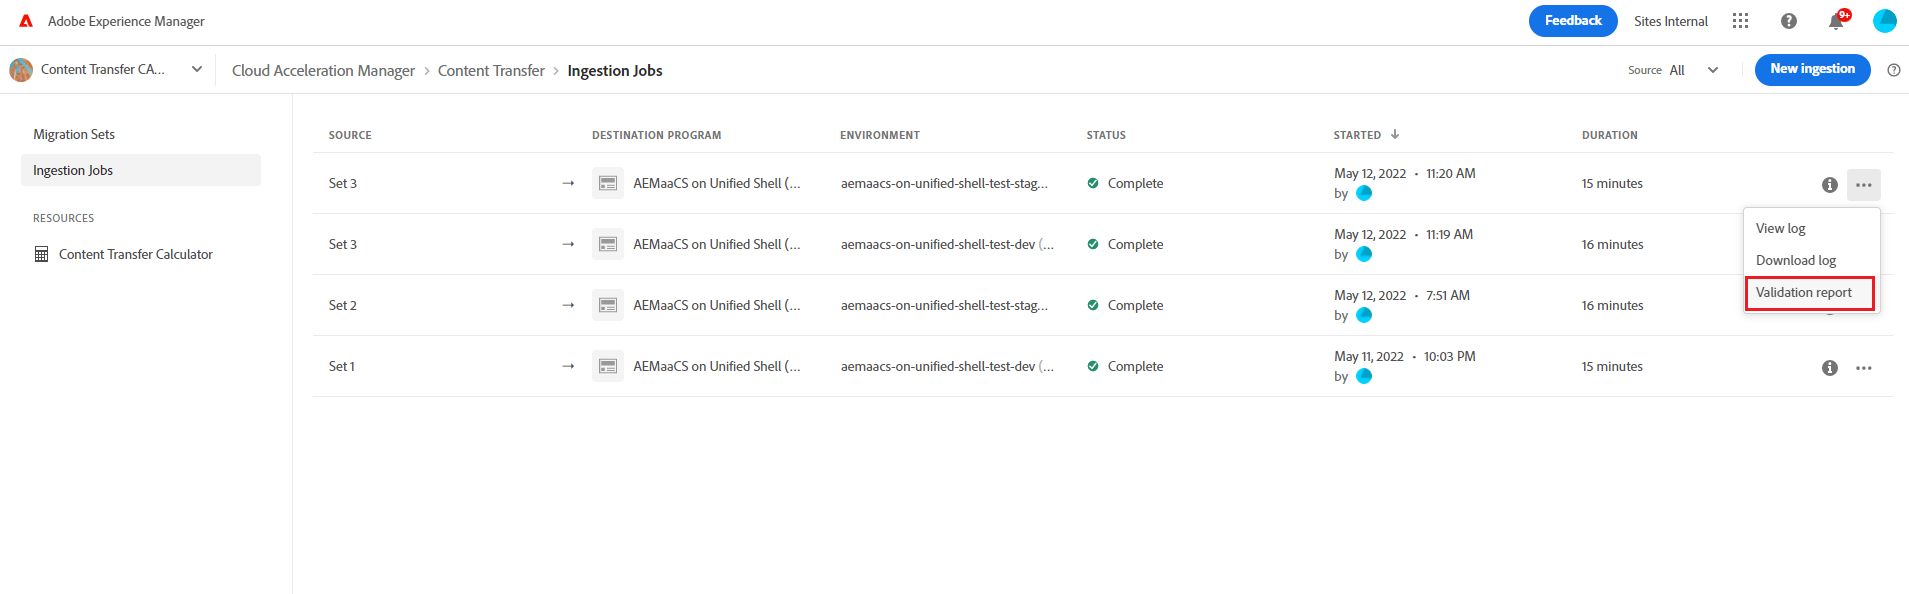 Adobe Experience Manager
Feedback
Sites Internal
9+
Content Transfer CA...
Cloud Acceleration Manager > Content Transfer > Ingestion Jobs
Source All
New ingestion
Migration Sets
Ingestion Jobs
RESOURCES
Content Transfer Calculator
SOURCE DESTINATION PROGRAM ENVIRONMENT STATUS STARTED ↓ DURATION
Set 3 → AEMaaCS on Unified Shell (... aemaacs-on-unified-shell-test-stag... Complete May 12, 2022 • 11:20 AM 15 minutes
by
Set 3 → AEMaaCS on Unified Shell (... aemaacs-on-unified-shell-test-dev (... Complete May 12, 2022 • 11:19 AM 16 minutes
by
Set 2 → AEMaaCS on Unified Shell (... aemaacs-on-unified-shell-test-stag... Complete May 12, 2022 • 7:51 AM 16 minutes
by
Set 1 → AEMaaCS on Unified Shell (... aemaacs-on-unified-shell-test-dev (... Complete May 11, 2022 • 10:03 PM 15 minutes
by
View log
Download log
Validation report